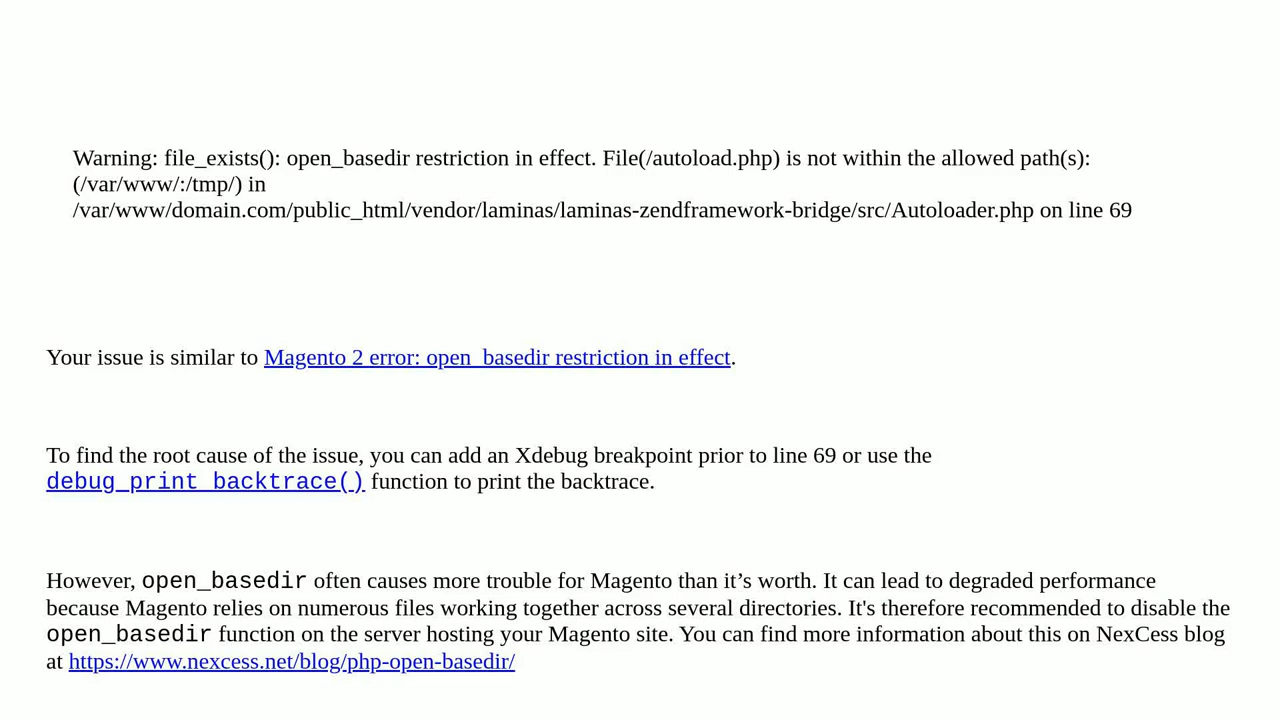 Warning: file_exists(): open_basedir restriction in effect. File(/autoload.php) is not within the allowed path(s):
(/var/www/:/tmp/) in
/var/www/domain.com/public_html/vendor/laminas/laminas-zendframework-bridge/src/Autoloader.php on line 69
Your issue is similar to Magento 2 error: open_basedir restriction in effect.
To find the root cause of the issue, you can add an Xdebug breakpoint prior to line 69 or use the
debug_print_backtrace() function to print the backtrace.
However, open_basedir often causes more trouble for Magento than it’s worth. It can lead to degraded performance
because Magento relies on numerous files working together across several directories. It's therefore recommended to disable the
open_basedir function on the server hosting your Magento site. You can find more information about this on NexCess blog
at https://www.nexcess.net/blog/php-open-basedir/